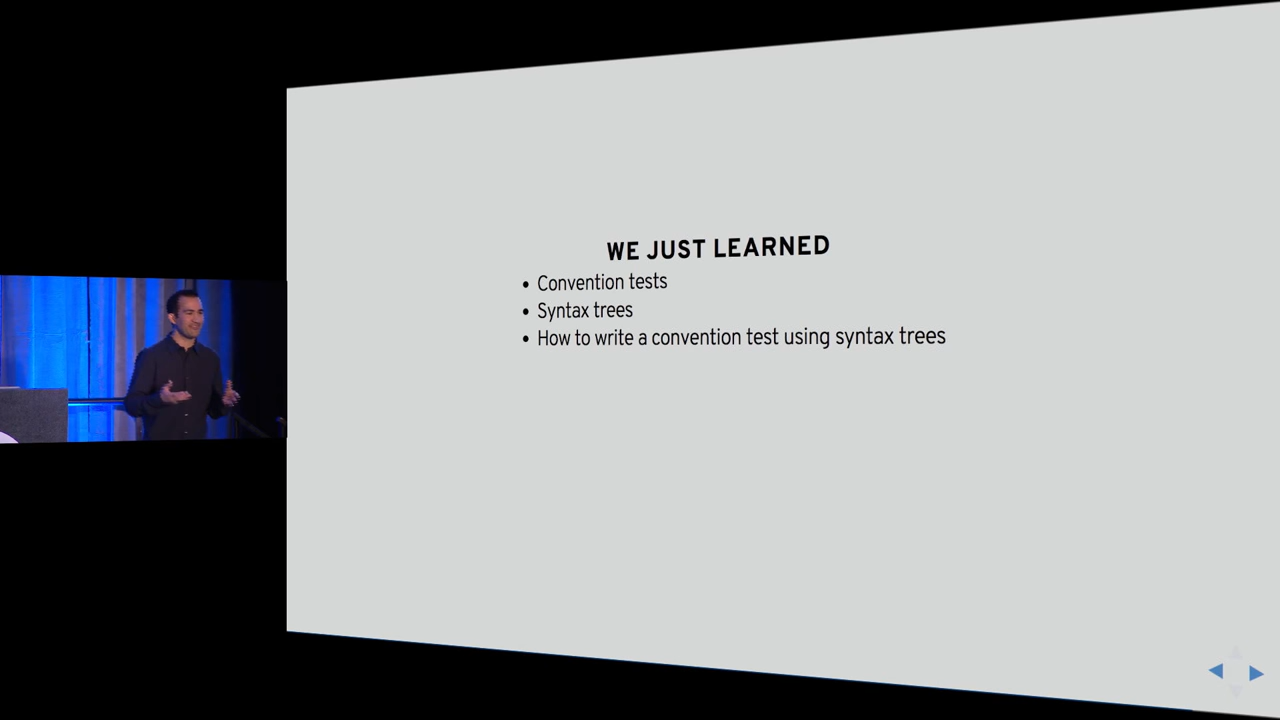 WE JUST LEARNED
• Convention tests
• Syntax trees
• How to write a convention test using syntax trees